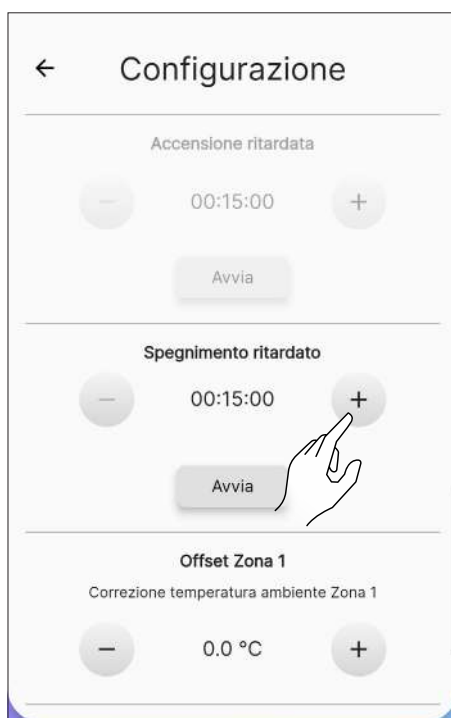 ← Configurazione
Accensione ritardata
− 00:15:00 +
Avvia
Spegnimento ritardato
− 00:15:00 +
Avvia
Offset Zona 1
Correzione temperatura ambiente Zona 1
− 0.0 °C +